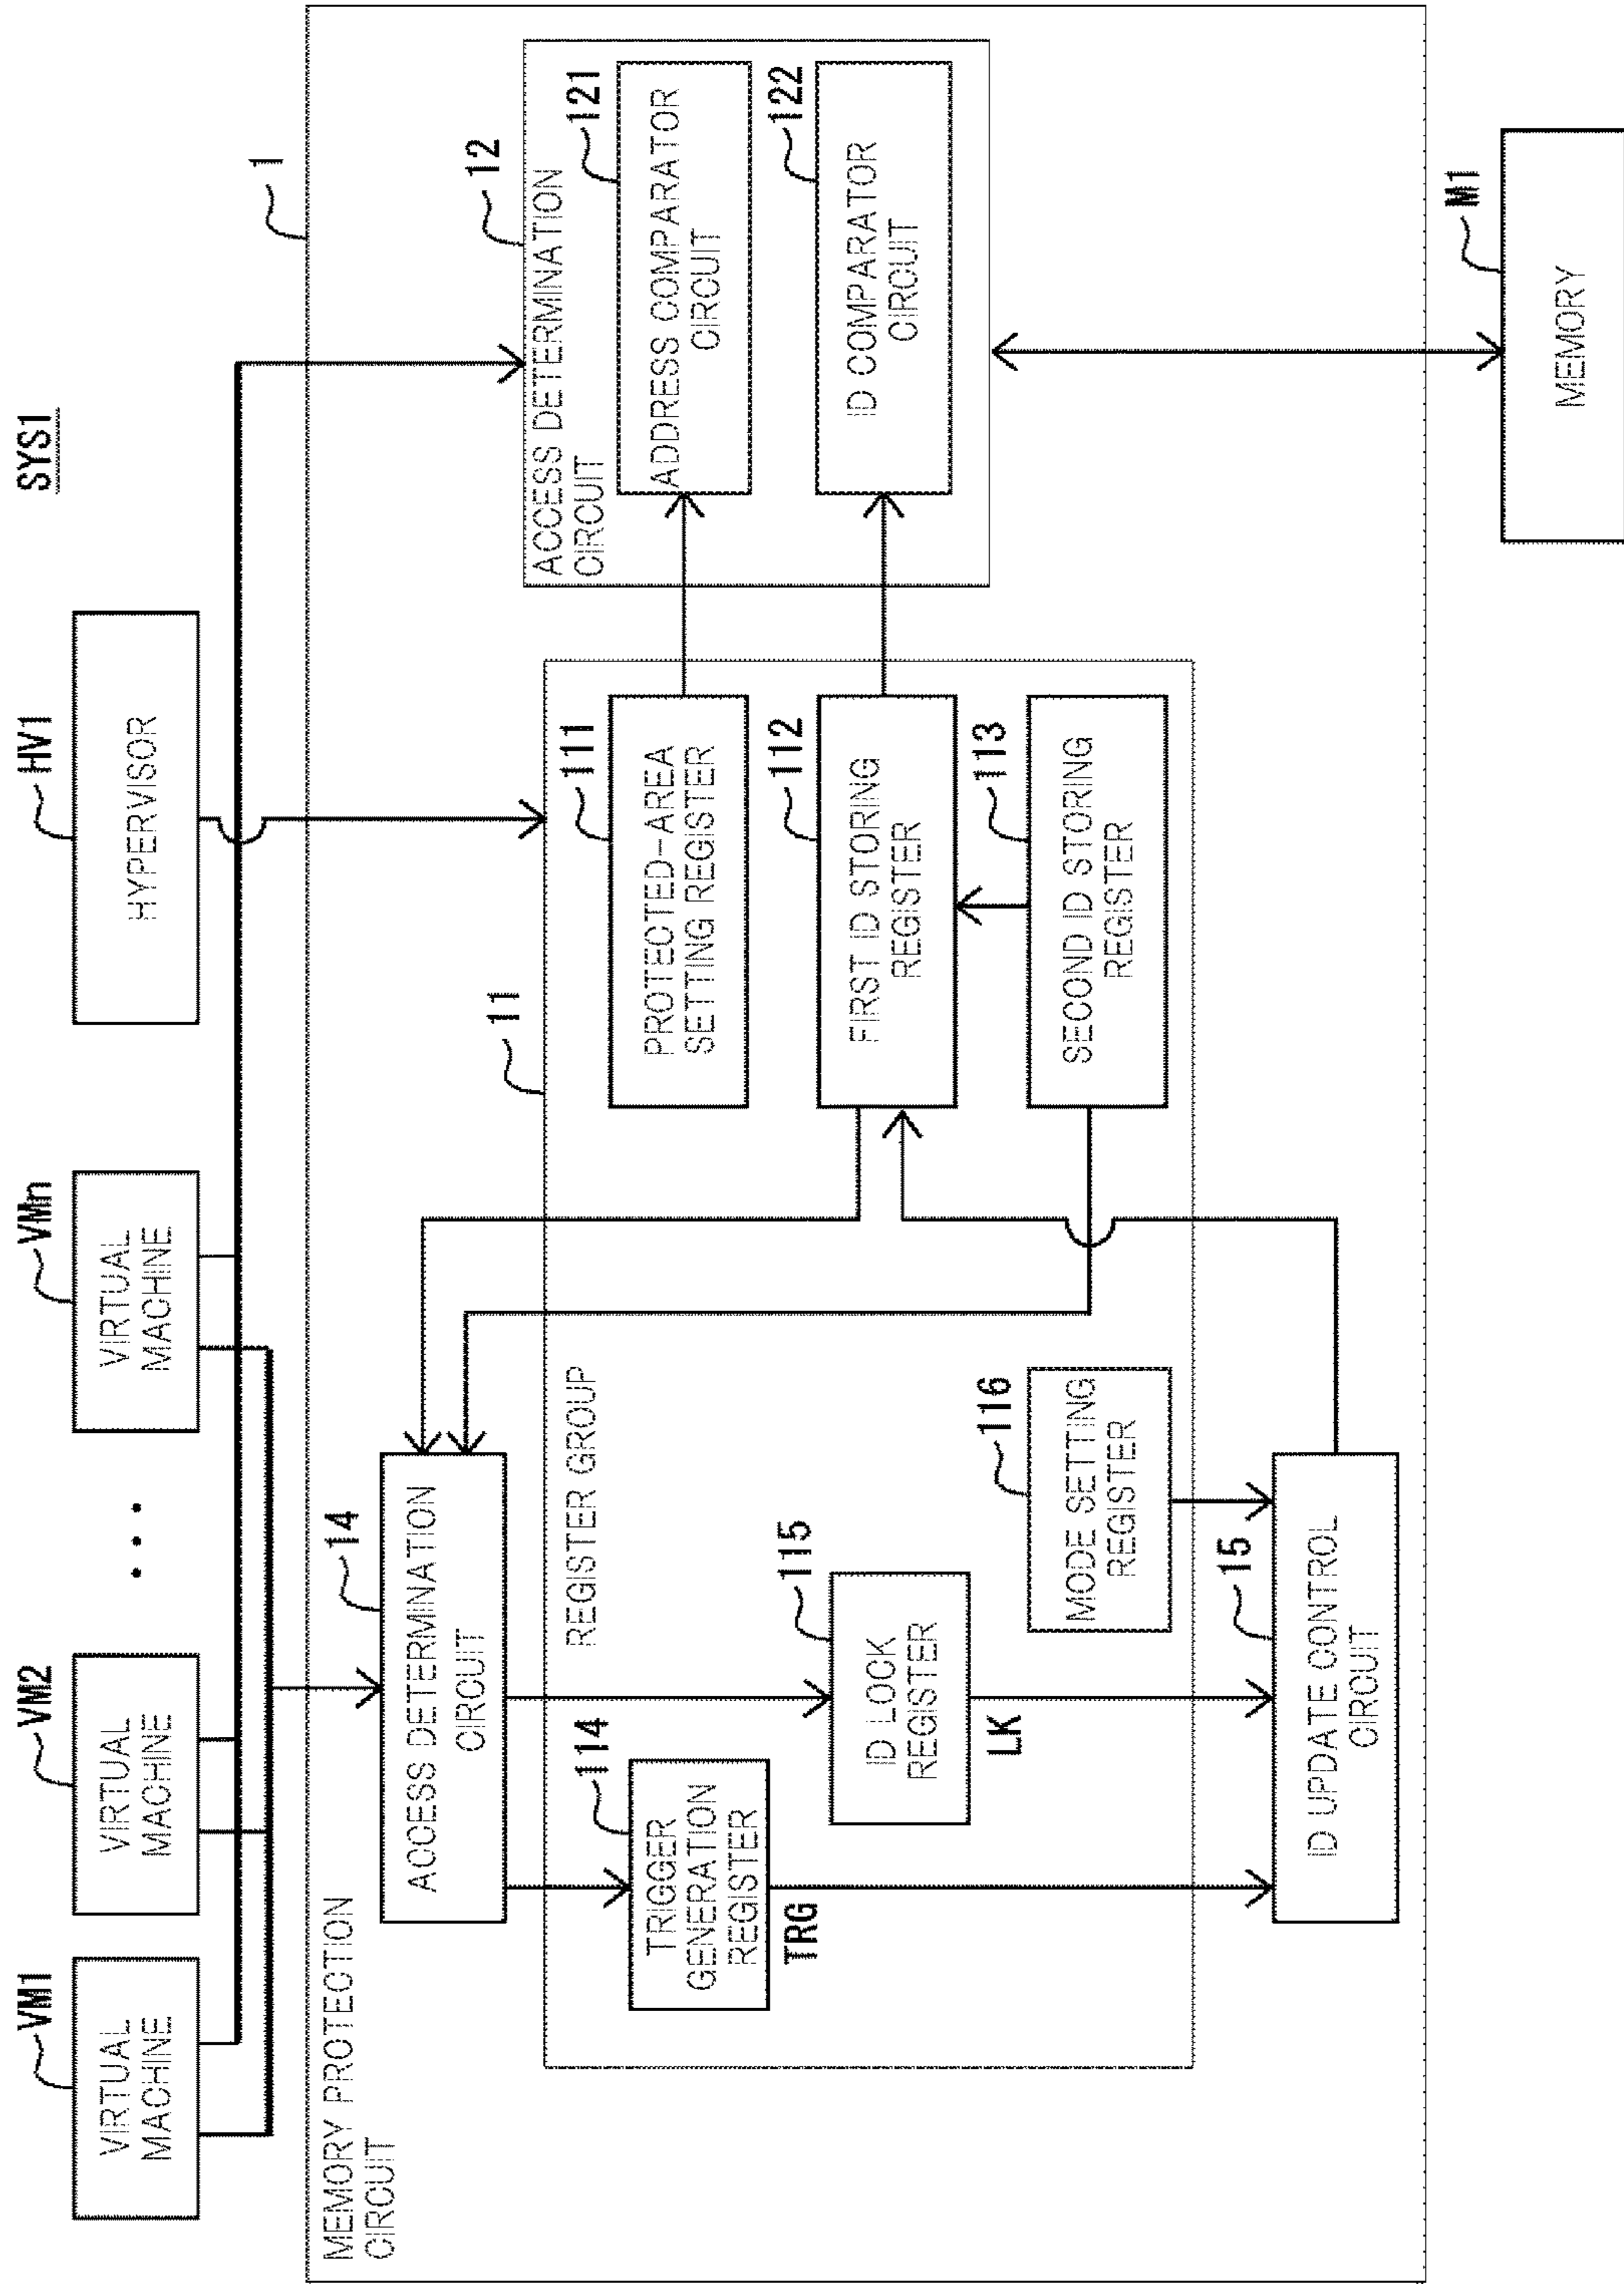 SYS1
VM1
VIRTUAL
MACHINE
VM2
VIRTUAL
MACHINE
• • •
VMn
VIRTUAL
MACHINE
HV1
HYPERVISOR
1
MEMORY PROTECTION
CIRCUIT
14
ACCESS DETERMINATION
CIRCUIT
11
REGISTER GROUP
114
TRIGGER
GENERATION
REGISTER
TRG
115
ID LOCK
REGISTER
LK
116
MODE SETTING
REGISTER
111
PROTECTED-AREA
SETTING REGISTER
112
FIRST ID STORING
REGISTER
113
SECOND ID STORING
REGISTER
12
ACCESS DETERMINATION
CIRCUIT
121
ADDRESS COMPARATOR
CIRCUIT
122
ID COMPARATOR
CIRCUIT
15
ID UPDATE CONTROL
CIRCUIT
M1
MEMORY